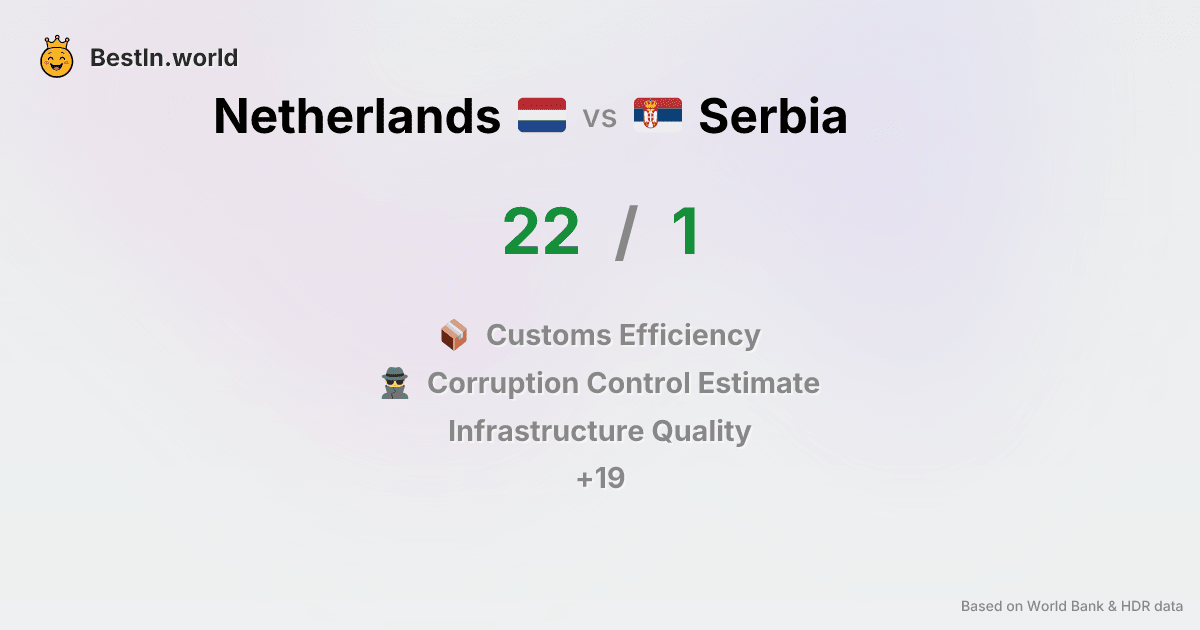 BestIn.world
Netherlands vs Serbia
22 / 1
Customs Efficiency
Corruption Control Estimate
Infrastructure Quality
+19
Based on World Bank & HDR data